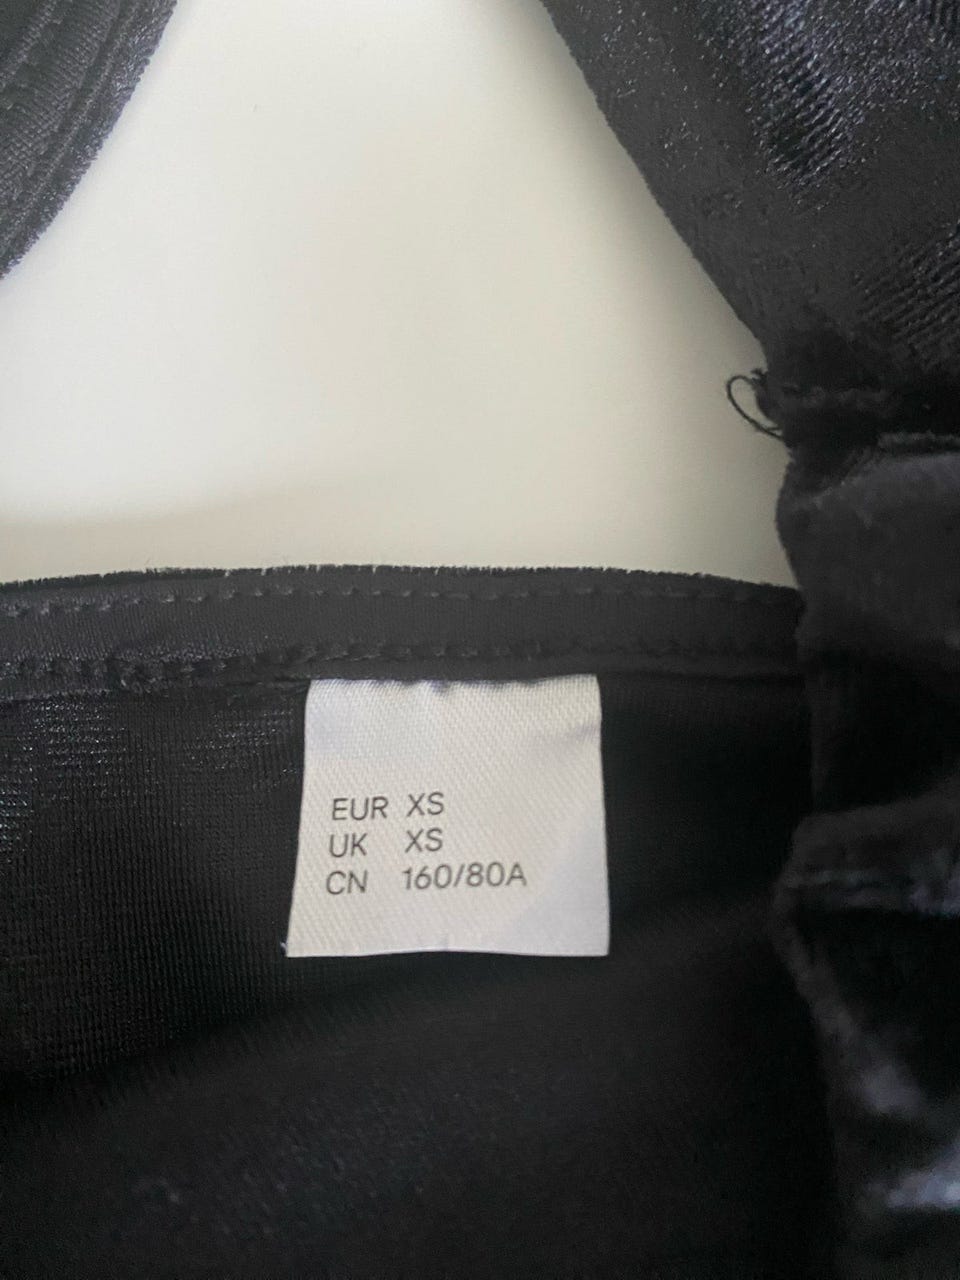 EUR XS
UK XS
CN 160/80A